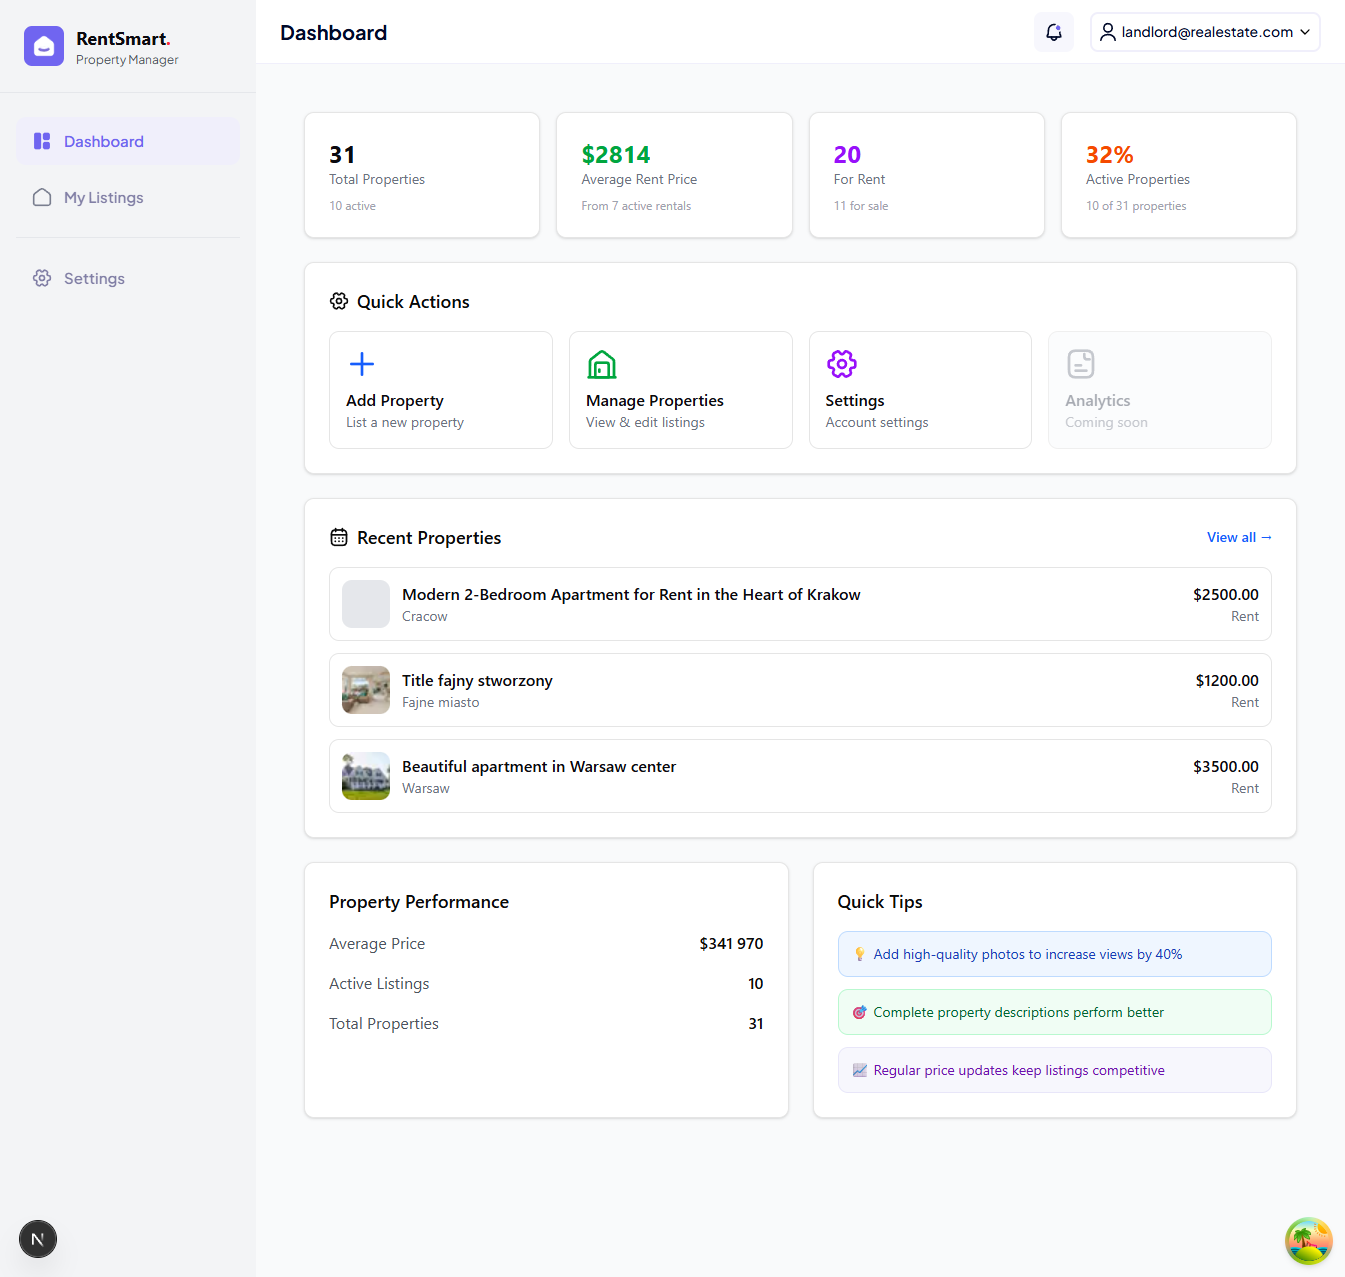 RentSmart.
Property Manager
Dashboard
My Listings
Settings
Dashboard
landlord@realestate.com
31
Total Properties
10 active
$2814
Average Rent Price
From 7 active rentals
20
For Rent
11 for sale
32%
Active Properties
10 of 31 properties
Quick Actions
Add Property
List a new property
Manage Properties
View & edit listings
Settings
Account settings
Analytics
Coming soon
Recent Properties
View all →
Modern 2-Bedroom Apartment for Rent in the Heart of Krakow
Cracow
$2500.00
Rent
Title fajny stworzony
Fajne miasto
$1200.00
Rent
Beautiful apartment in Warsaw center
Warsaw
$3500.00
Rent
Property Performance
Average Price $341 970
Active Listings 10
Total Properties 31
Quick Tips
💡 Add high-quality photos to increase views by 40%
🎯 Complete property descriptions perform better
📈 Regular price updates keep listings competitive
N